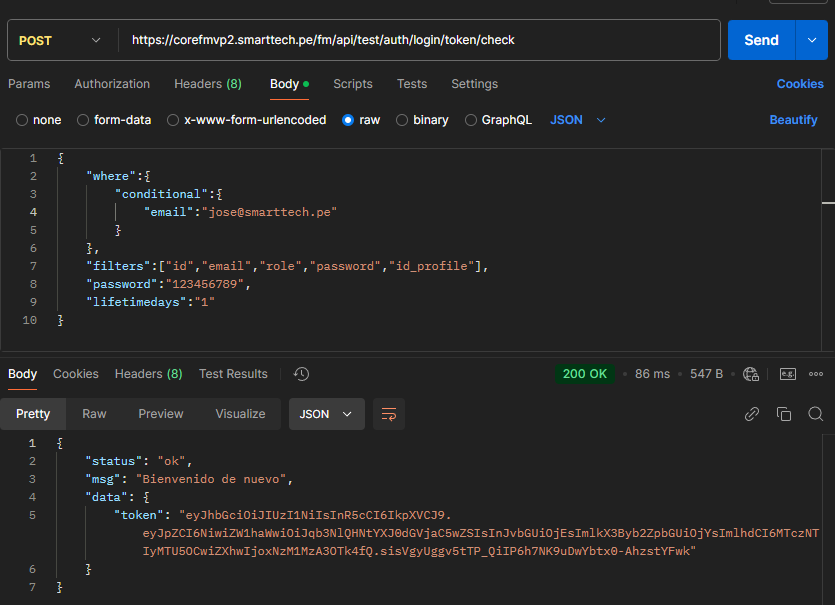 POST https://corefmvp2.smarttech.pe/fm/api/test/auth/login/token/check Send
Params Authorization Headers (8) Body Scripts Tests Settings Cookies
none form-data x-www-form-urlencoded raw binary GraphQL JSON Beautify
1 {
2 "where":{
3 "conditional":{
4 "email":"jose@smarttech.pe"
5 }
6 },
7 "filters":["id","email","role","password","id_profile"],
8 "password":"123456789",
9 "lifetimedays":"1"
10 }
Body Cookies Headers (8) Test Results 200 OK 86 ms 547 B e.g.
Pretty Raw Preview Visualize JSON
1 {
2 "status": "ok",
3 "msg": "Bienvenido de nuevo",
4 "data": {
5 "token": "eyJhbGciOiJIUzI1NiIsInR5cCI6IkpXVCJ9.
eyJpZCI6NiwiZW1haWwiOiJqb3NlQHNtYXJ0dGVjaC5wZSIsInJvbGUiOjEsImlkX3Byb2ZpbGUiOjYsImlhdCI6MTczNT
IyMTU5OCwiZXhwIjoxNzM1MzA3OTk4fQ.sisVgyUggv5tTP_QiIP6h7NK9uDwYbtx0-AhzstYFwk"
6 }
7 }